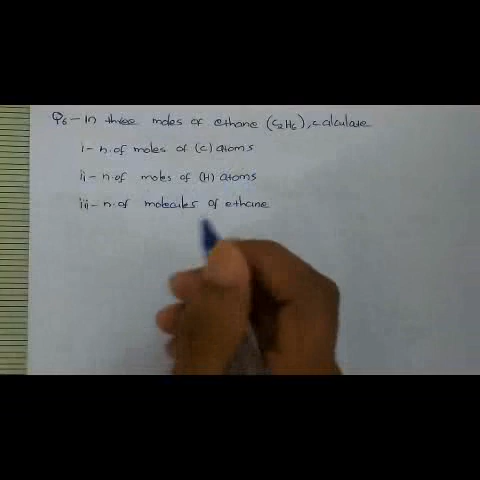 Q6- In three moles of ethane (C₂H₆), calculate
i- n.of moles of (C) atoms
ii- n.of moles of (H) atoms
iii- n.of molecules of ethane